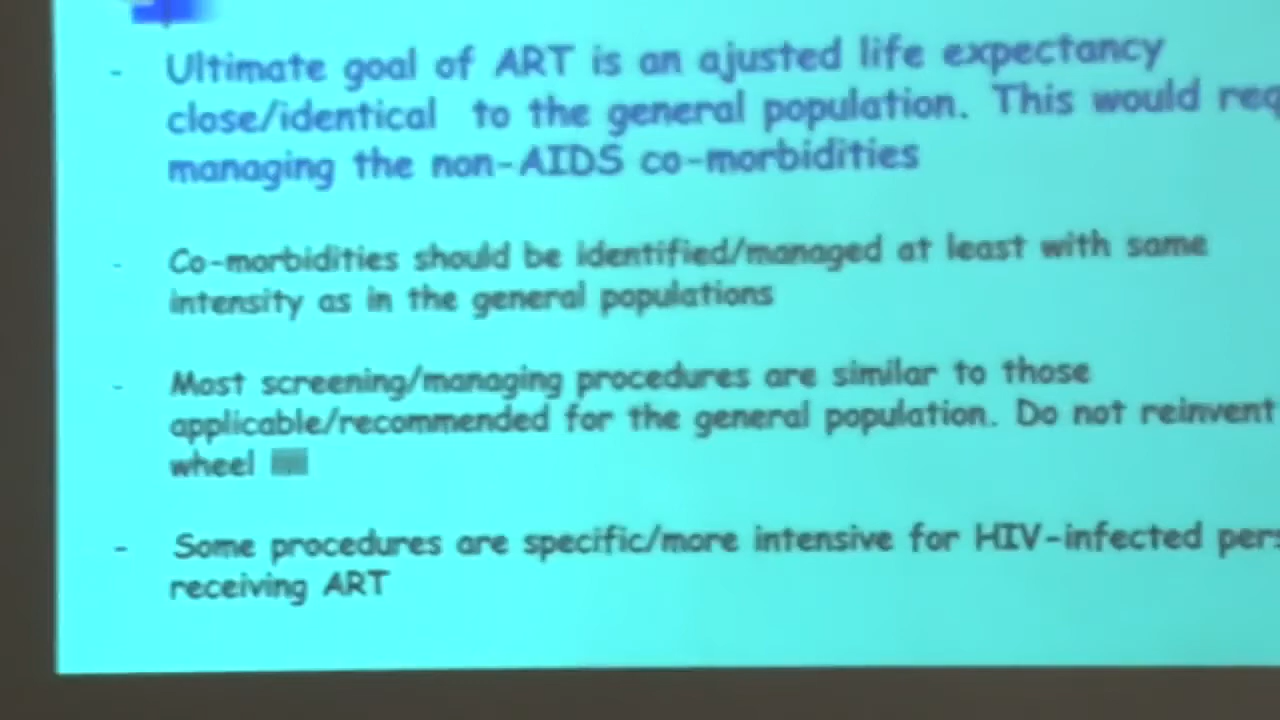 - Ultimate goal of ART is an ajusted life expectancy
close/identical to the general population. This would req
managing the non-AIDS co-morbidities
- Co-morbidities should be identified/managed at least with same
intensity as in the general populations
- Most screening/managing procedures are similar to those
applicable/recommended for the general population. Do not reinvent
wheel
- Some procedures are specific/more intensive for HIV-infected pers
receiving ART